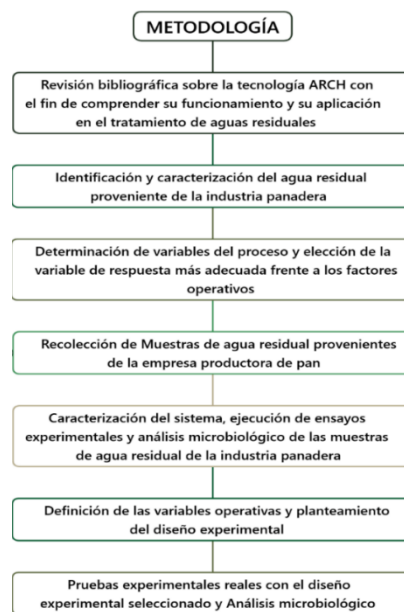 METODOLOGÍA
Revisión bibliográfica sobre la tecnología ARCH con
el fin de comprender su funcionamiento y su aplicación
en el tratamiento de aguas residuales
Identificación y caracterización del agua residual
proveniente de la industria panadera
Determinación de variables del proceso y elección de la
variable de respuesta más adecuada frente a los factores
operativos
Recolección de Muestras de agua residual provenientes
de la empresa productora de pan
Caracterización del sistema, ejecución de ensayos
experimentales y análisis microbiológico de las muestras
de agua residual de la industria panadera
Definición de las variables operativas y planteamiento
del diseño experimental
Pruebas experimentales reales con el diseño
experimental seleccionado y Análisis microbiológico